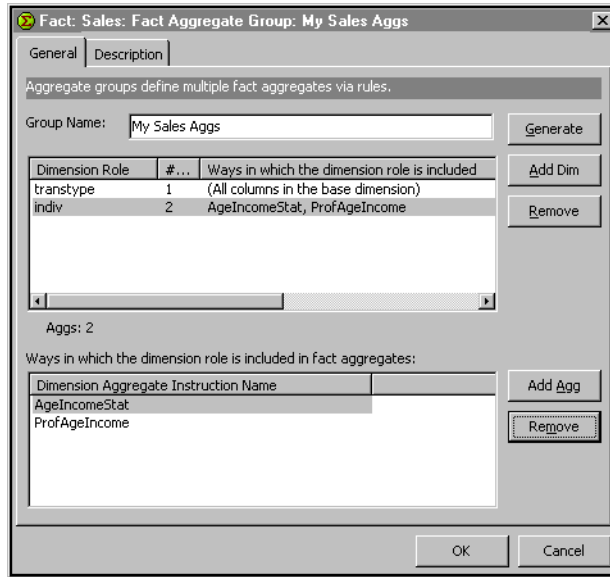 Fact: Sales: Fact Aggregate Group: My Sales Aggs
General Description
Aggregate groups define multiple fact aggregates via rules.
Group Name: My Sales Aggs Generate
Dimension Role #... Ways in which the dimension role is included Add Dim
transtype 1 (All columns in the base dimension)
indiv 2 AgeIncomeStat, ProfAgeIncome Remove
Aggs: 2
Ways in which the dimension role is included in fact aggregates:
Dimension Aggregate Instruction Name Add Agg
AgeIncomeStat
ProfAgeIncome Remove
OK Cancel